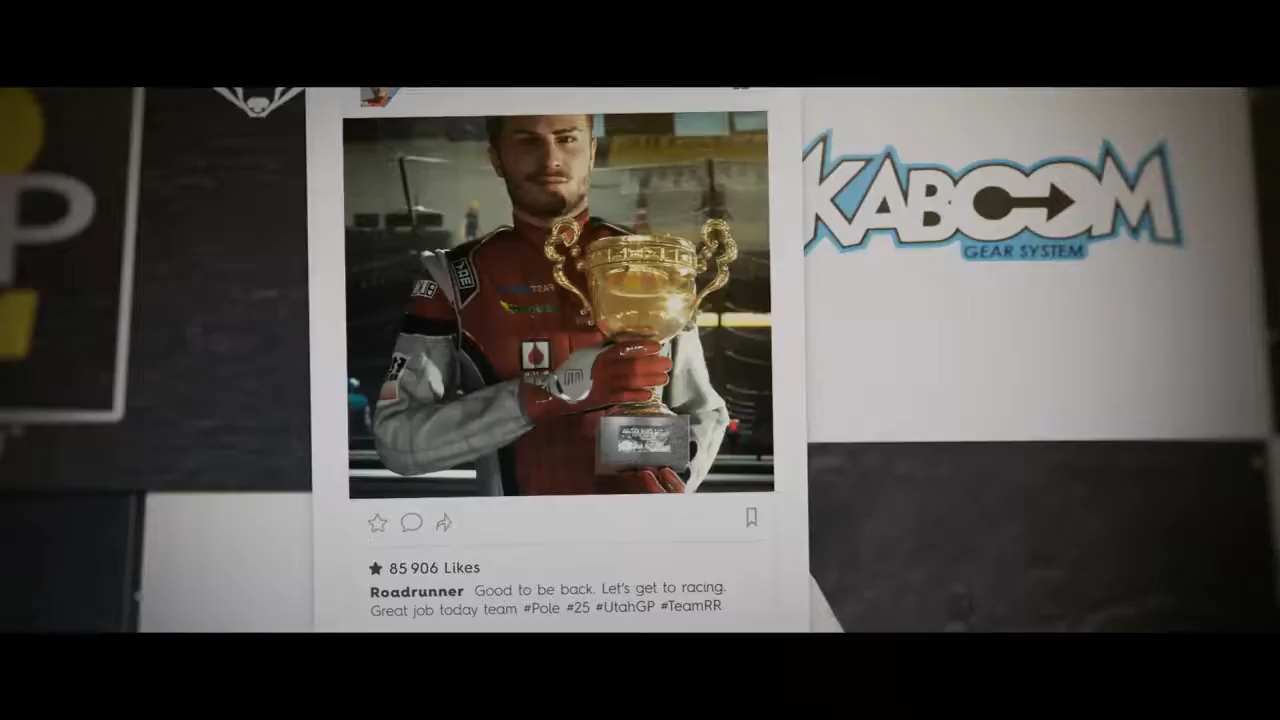 P
KABOOM
GEAR SYSTEM
85 906 Likes
Roadrunner Good to be back. Let's get to racing.
Great job today team #Pole #25 #UtahGP #TeamRR